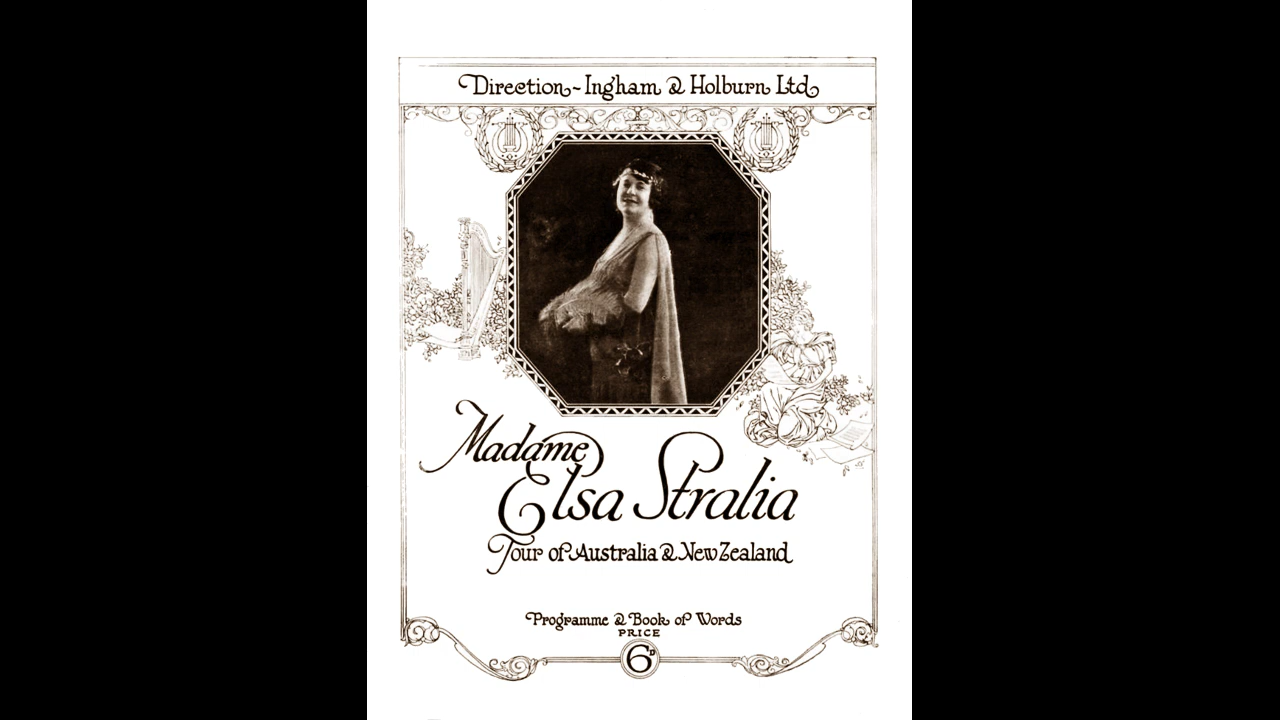 Direction - Ingham & Holburn Ltd.
Madame
Elsa Stralia
Tour of Australia & New Zealand
Programme & Book of Words
PRICE
6D